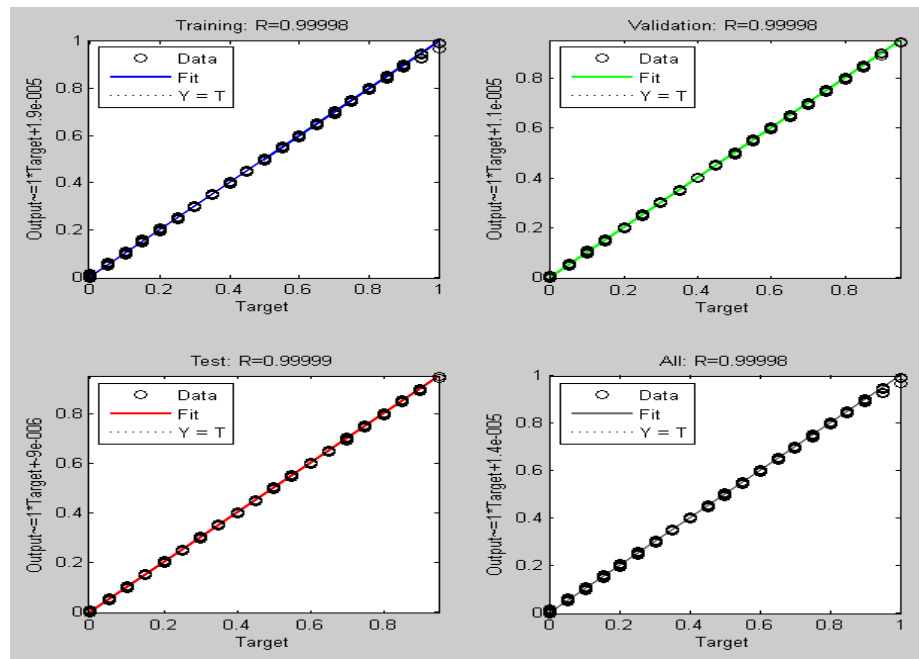 Training: R=0.99998
Output~=1*Target+1.9e-005
1
0.8
0.6
0.4
0.2
0
Data
Fit
Y = T
0
0.2
0.4
0.6
0.8
1
Target
Validation: R=0.99998
Output~=1*Target+1.1e-005
0.8
0.6
0.4
0.2
0
Data
Fit
Y = T
0
0.2
0.4
0.6
0.8
Target
Test: R=0.99999
Output~=1*Target+-9e-006
0.8
0.6
0.4
0.2
0
Data
Fit
Y = T
0
0.2
0.4
0.6
0.8
Target
All: R=0.99998
Output~=1*Target+1.4e-005
1
0.8
0.6
0.4
0.2
0
Data
Fit
Y = T
0
0.2
0.4
0.6
0.8
1
Target